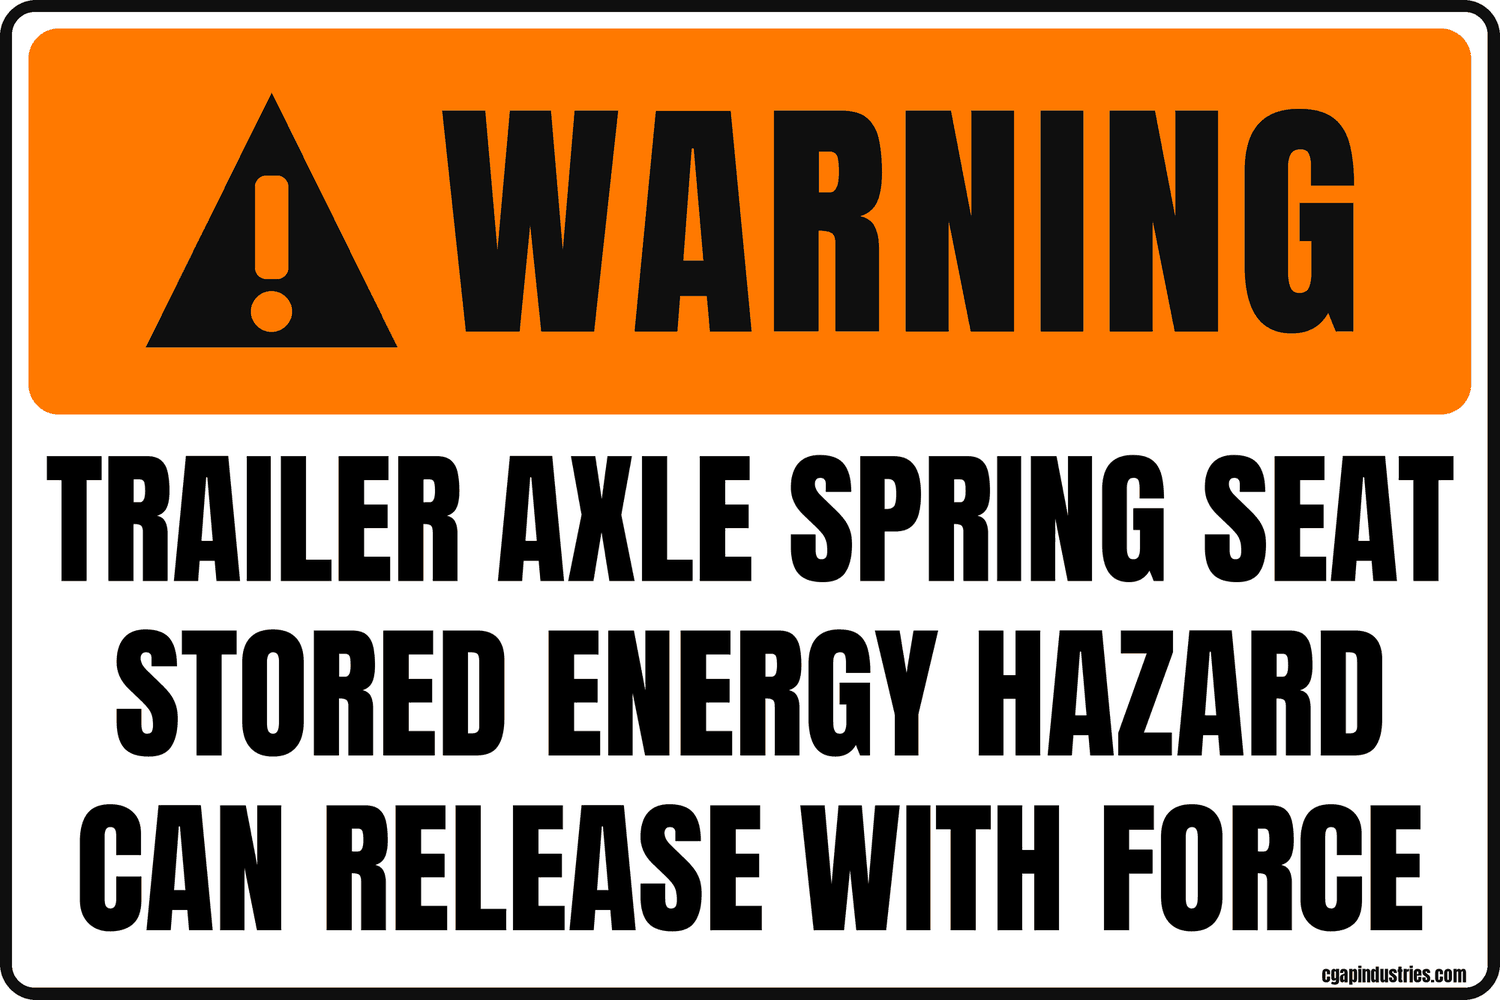 WARNING
TRAILER AXLE SPRING SEAT
STORED ENERGY HAZARD
CAN RELEASE WITH FORCE
cgapindustries.com